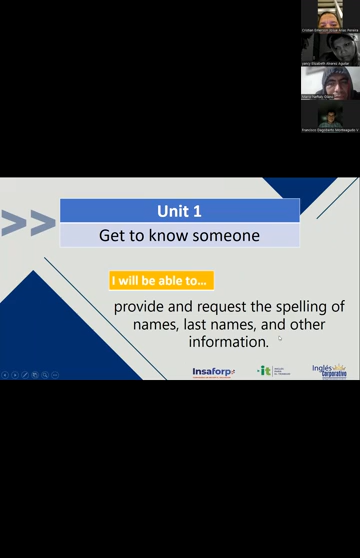 Unit 1
Get to know someone
I will be able to...
provide and request the spelling of
names, last names, and other
information.
Insaforp
it
Inglés
Corporativo